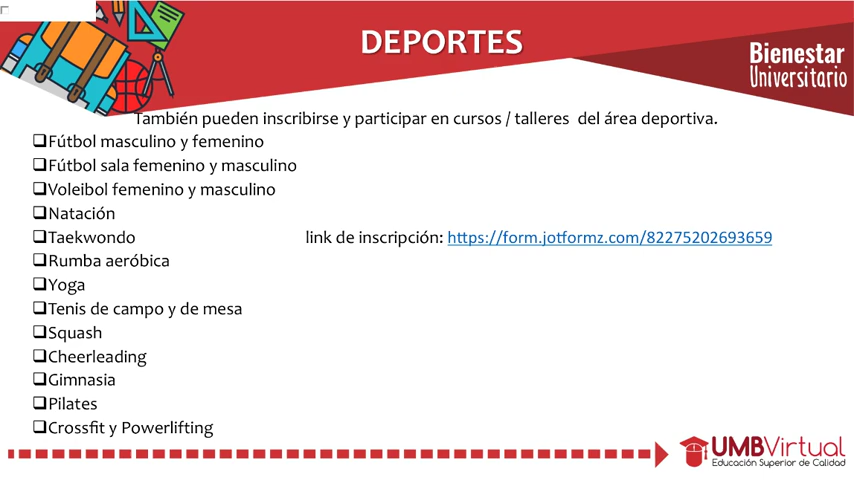 DEPORTES
Bienestar
Universitario
También pueden inscribirse y participar en cursos / talleres del área deportiva.
❑Fútbol masculino y femenino
❑Fútbol sala femenino y masculino
❑Voleibol femenino y masculino
❑Natación
❑Taekwondo link de inscripción: https://form.jotformz.com/82275202693659
❑Rumba aeróbica
❑Yoga
❑Tenis de campo y de mesa
❑Squash
❑Cheerleading
❑Gimnasia
❑Pilates
❑Crossfit y Powerlifting
UMBVirtual
Educación Superior de Calidad